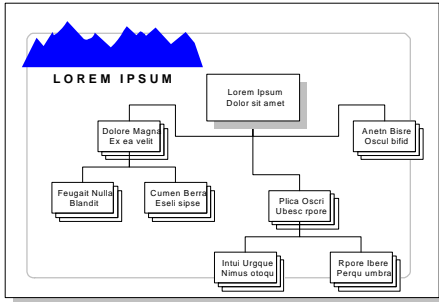 LOREM IPSUM
Lorem Ipsum
Dolor sit amet
Dolore Magna
Ex ea velit
Anetn Bisre
Oscul bifid
Feugait Nulla
Blandit
Cumen Berra
Eseli sipse
Plica Oscri
Ubesc rpore
Intui Urgque
Nimus otoqu
Rpore Ibere
Perqu umbra